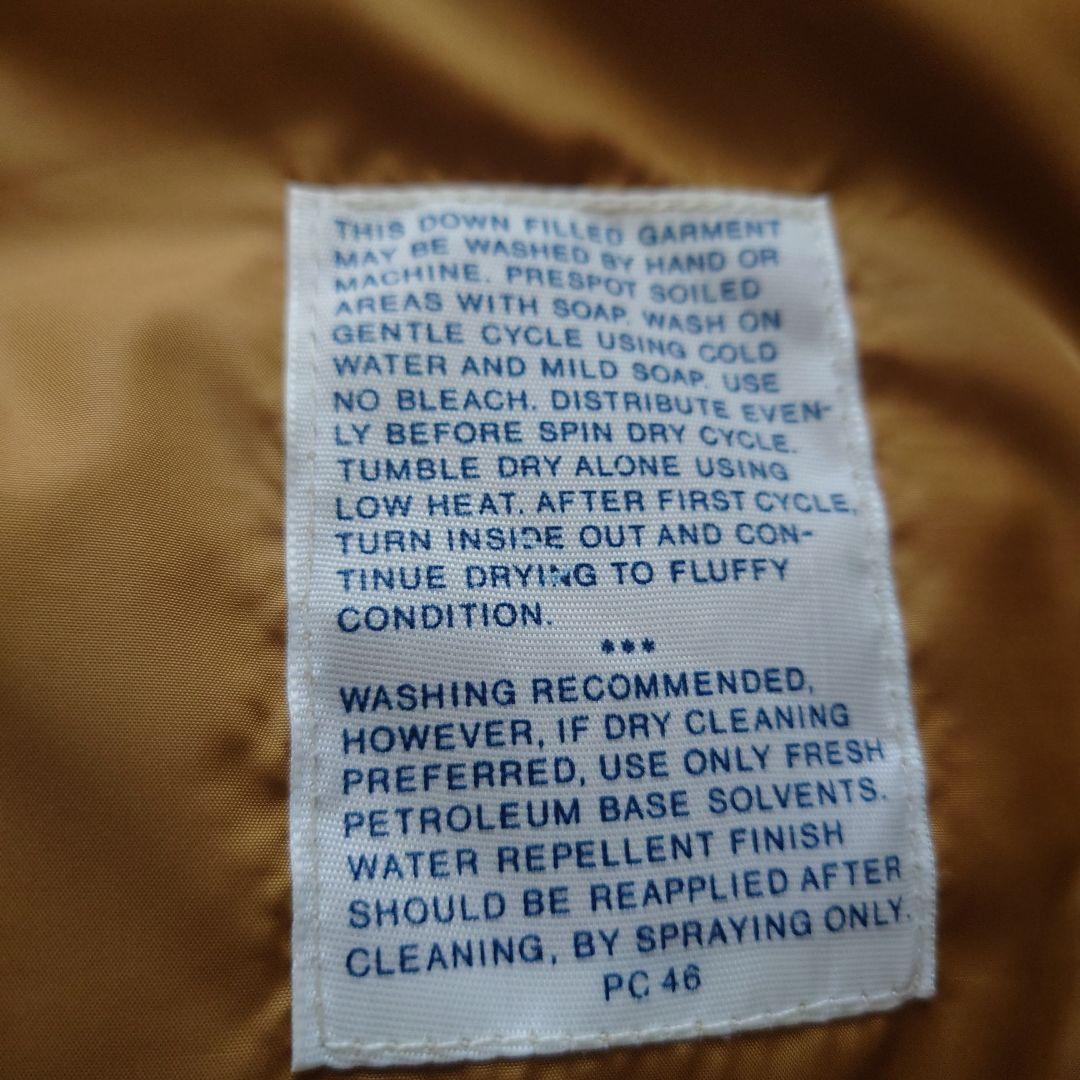 THIS DOWN FILLED GARMENT
MAY BE WASHED BY HAND OR
MACHINE. PRESPOT SOILED
AREAS WITH SOAP. WASH ON
GENTLE CYCLE USING COLD
WATER AND MILD SOAP. USE
NO BLEACH. DISTRIBUTE EVEN-
LY BEFORE SPIN DRY CYCLE.
TUMBLE DRY ALONE USING
LOW HEAT. AFTER FIRST CYCLE,
TURN INSIDE OUT AND CON-
TINUE DRYING TO FLUFFY
CONDITION.
***
WASHING RECOMMENDED,
HOWEVER, IF DRY CLEANING
PREFERRED, USE ONLY FRESH
PETROLEUM BASE SOLVENTS.
WATER REPELLENT FINISH
SHOULD BE REAPPLIED AFTER
CLEANING, BY SPRAYING ONLY.
PC 46